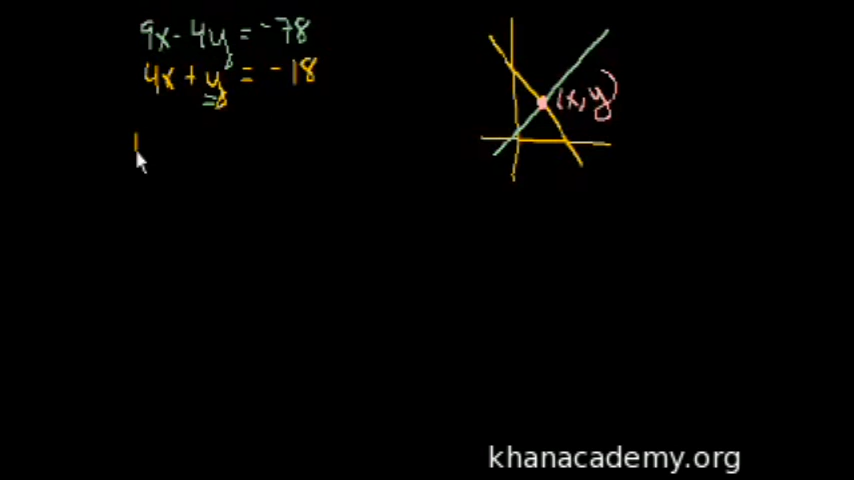 9x - 4y = -78
4x + y = -18
(x, y)
khanacademy.org